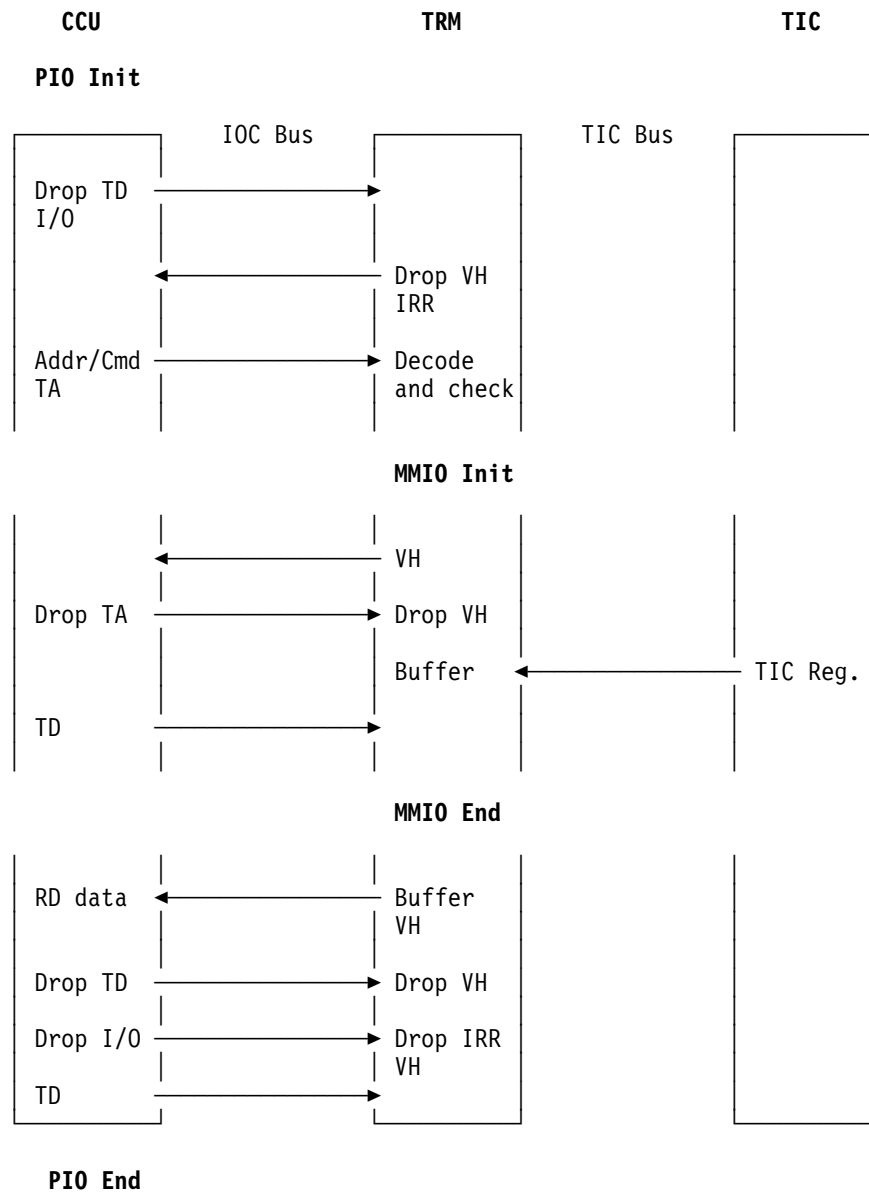 CCU TRM TIC
PIO Init
IOC Bus TIC Bus
Drop TD
I/O
Drop VH
IRR
Addr/Cmd Decode
TA and check
MMIO Init
VH
Drop TA Drop VH
Buffer TIC Reg.
TD
MMIO End
RD data Buffer
VH
Drop TD Drop VH
Drop I/O Drop IRR
VH
TD
PIO End